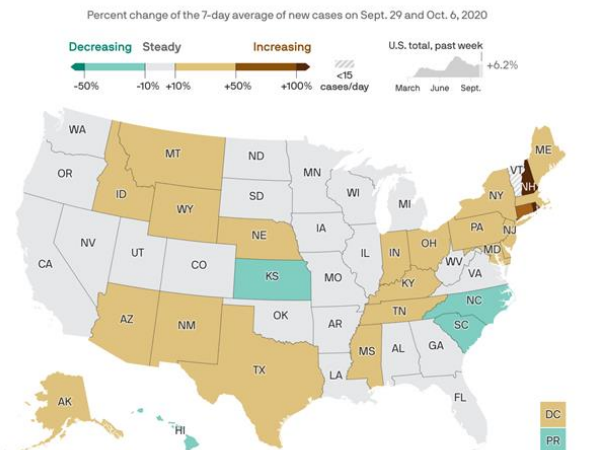 Percent change of the 7-day average of new cases on Sept. 29 and Oct. 6, 2020
Decreasing Steady Increasing
-50% -10% +10% +50% +100%
<15
cases/day
U.S. total, past week
+6.2%
March June Sept.
WA
MT
ND
MN
ME
VT
NH
OR
ID
SD
WI
MI
NY
WY
IA
NE
PA
NJ
NV
UT
CO
IL
IN
OH
MD
CA
KS
MO
WV
VA
KY
NC
TN
AZ
NM
OK
AR
SC
MS
AL
GA
TX
LA
FL
AK
HI
DC
PR